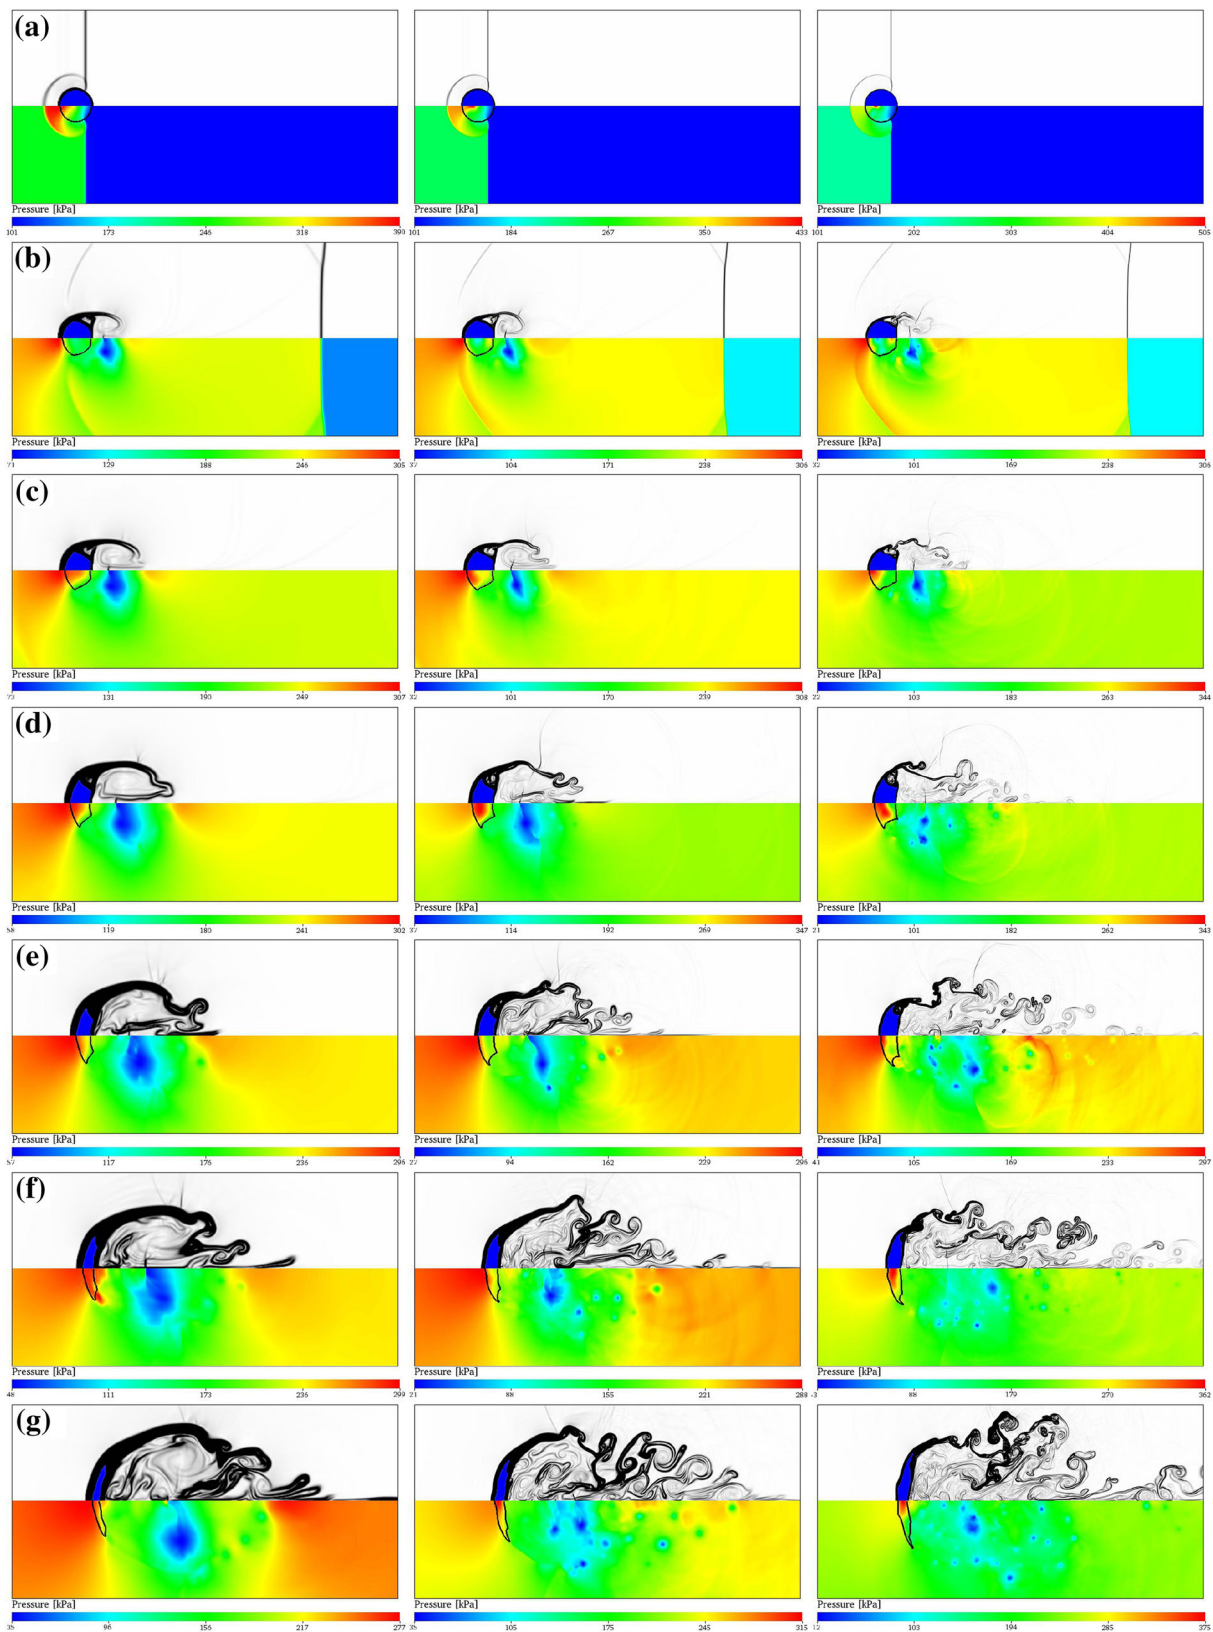 (a)
Pressure [kPa] Pressure [kPa] Pressure [kPa]
101 173 246 318 390 101 184 267 350 433 101 202 303 404 505
(b)
Pressure [kPa] Pressure [kPa] Pressure [kPa]
71 129 188 246 305 37 104 171 238 306 32 101 169 238 306
(c)
Pressure [kPa] Pressure [kPa] Pressure [kPa]
73 131 190 249 307 32 101 170 239 308 22 103 183 263 344
(d)
Pressure [kPa] Pressure [kPa] Pressure [kPa]
58 119 180 241 302 37 114 192 269 347 21 101 182 262 343
(e)
Pressure [kPa] Pressure [kPa] Pressure [kPa]
57 117 176 236 296 27 94 162 229 296 41 105 169 233 297
(f)
Pressure [kPa] Pressure [kPa] Pressure [kPa]
48 111 173 236 299 21 88 155 221 288 -3 88 179 270 362
(g)
Pressure [kPa] Pressure [kPa] Pressure [kPa]
35 96 156 217 277 35 105 175 245 315 12 103 194 285 375